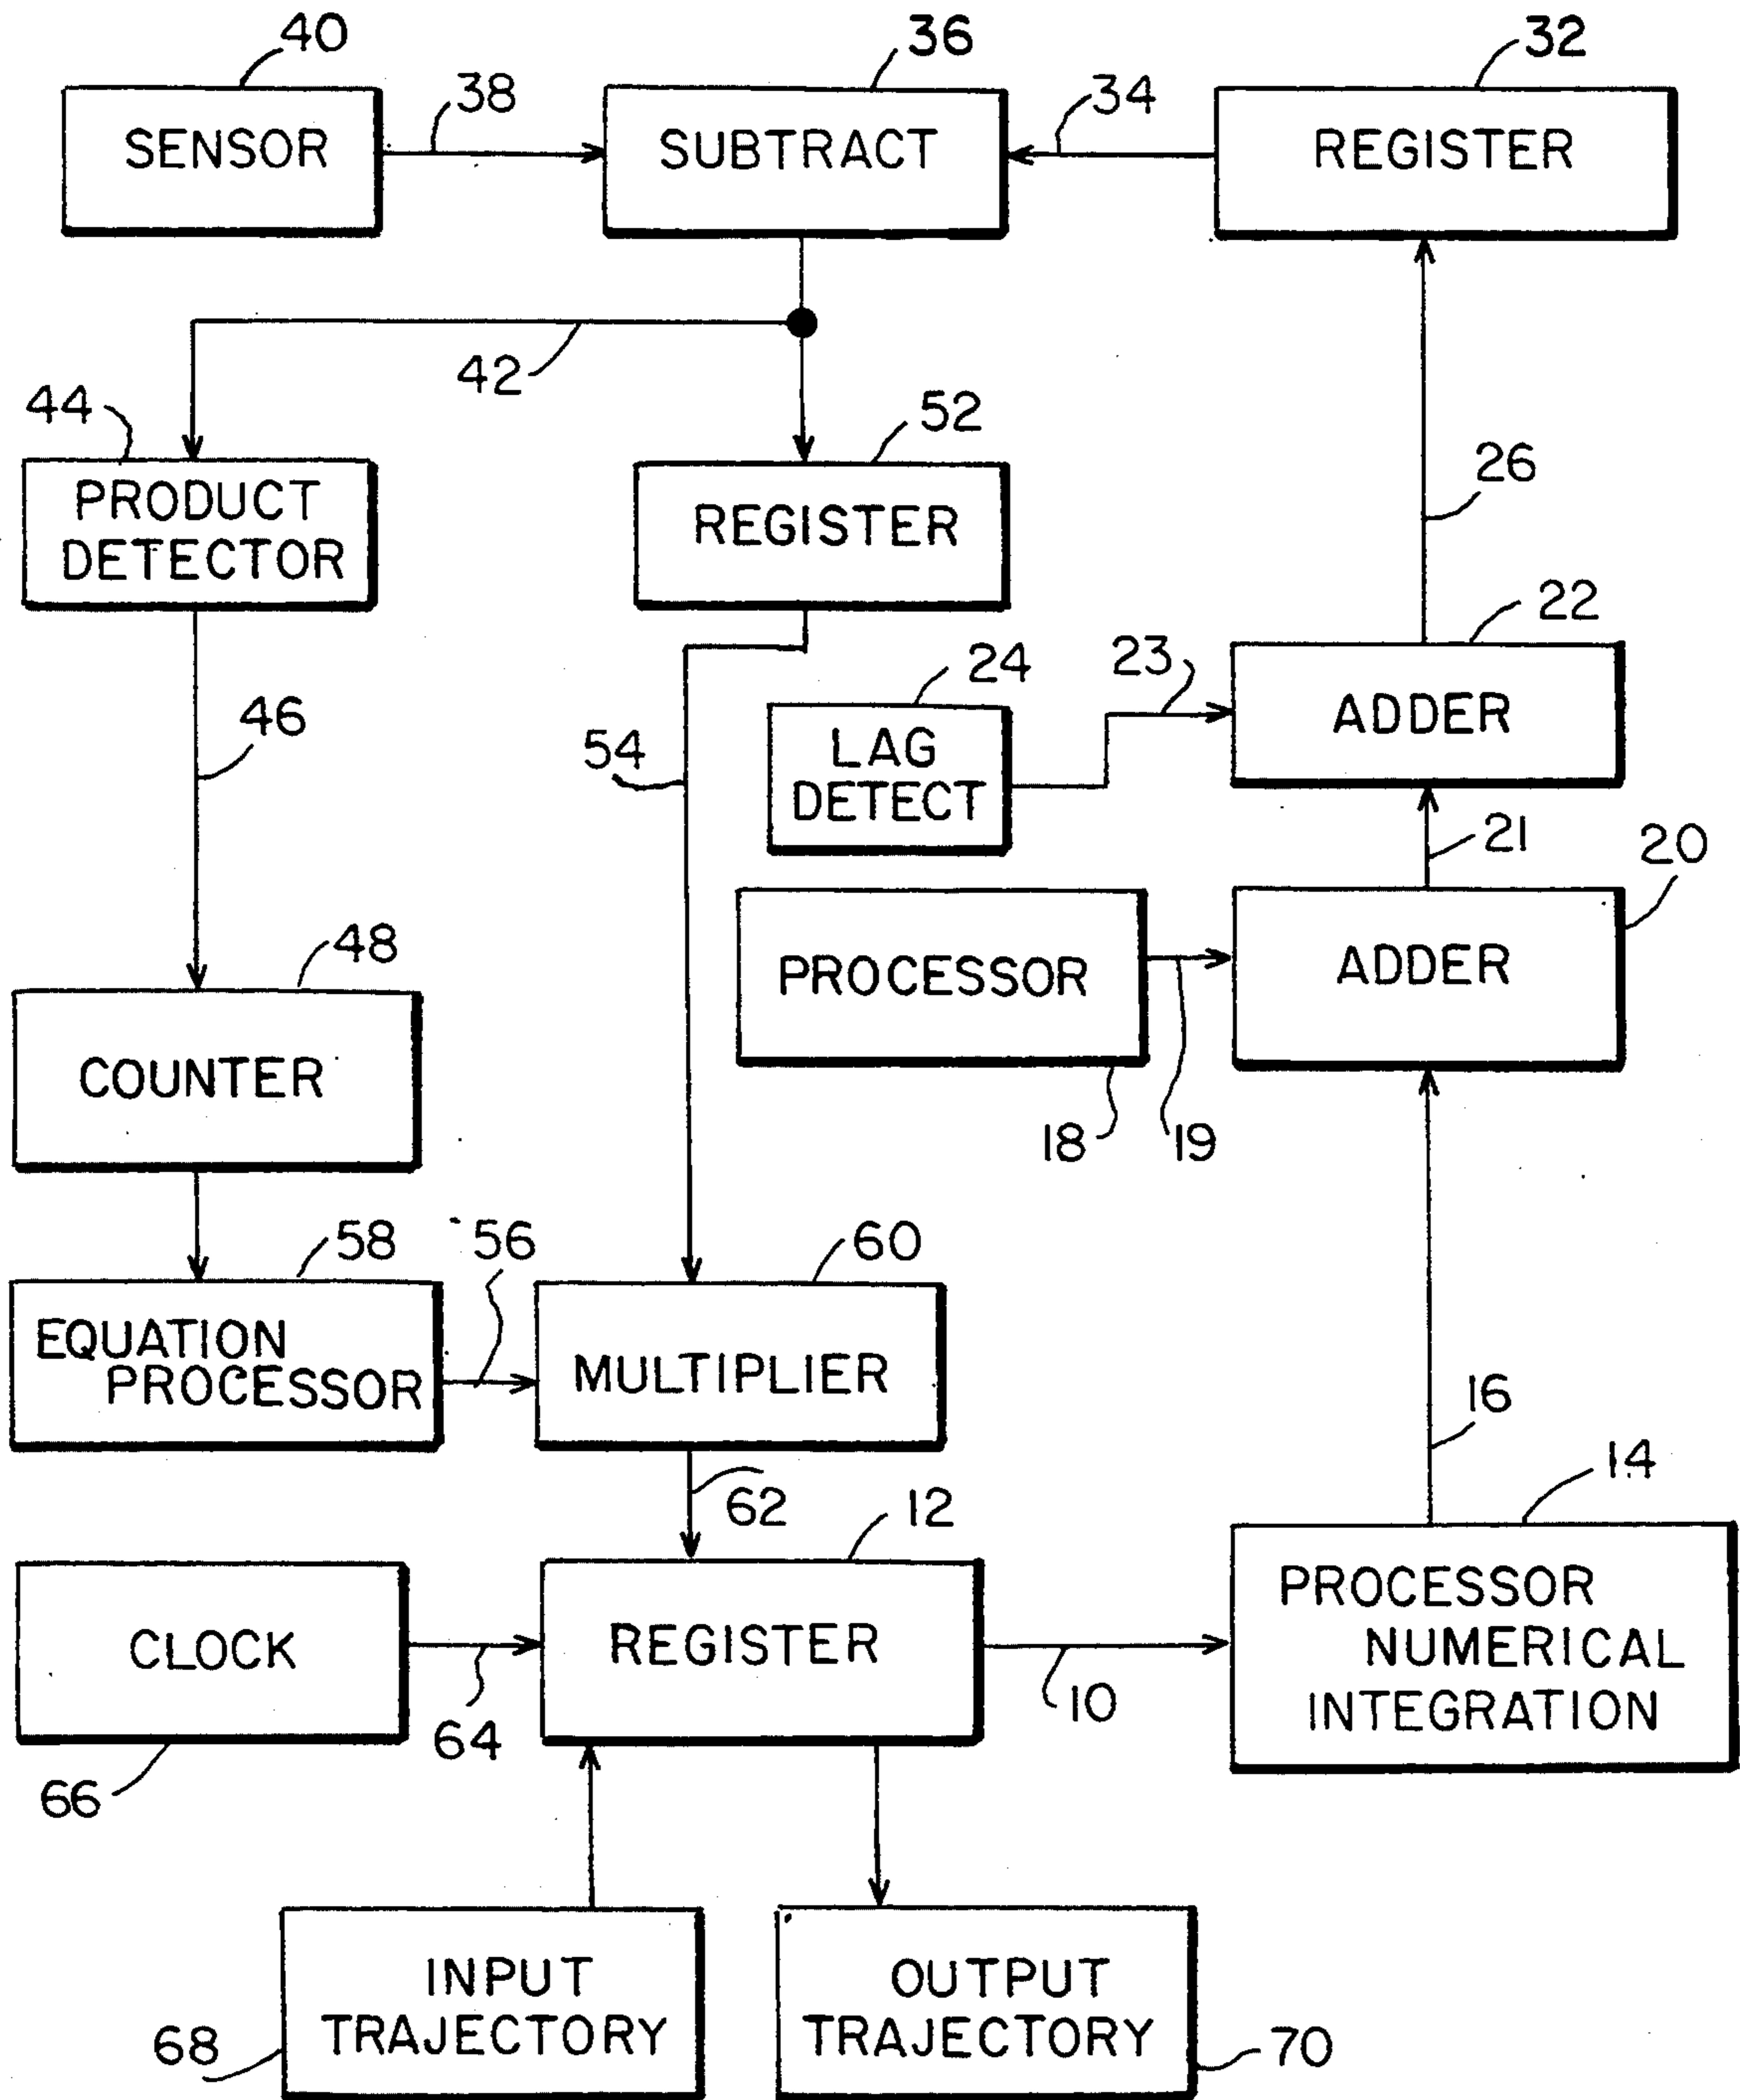 40
36
32
38
34
SENSOR
SUBTRACT
REGISTER
42
44
52
26
PRODUCT
DETECTOR
REGISTER
22
24
23
46
54
LAG
DETECT
ADDER
21
20
48
PROCESSOR
19
ADDER
18
COUNTER
58
56
60
EQUATION
PROCESSOR
MULTIPLIER
16
14
62
12
CLOCK
REGISTER
PROCESSOR
NUMERICAL
INTEGRATION
64
10
66
INPUT
TRAJECTORY
OUTPUT
TRAJECTORY
68
70